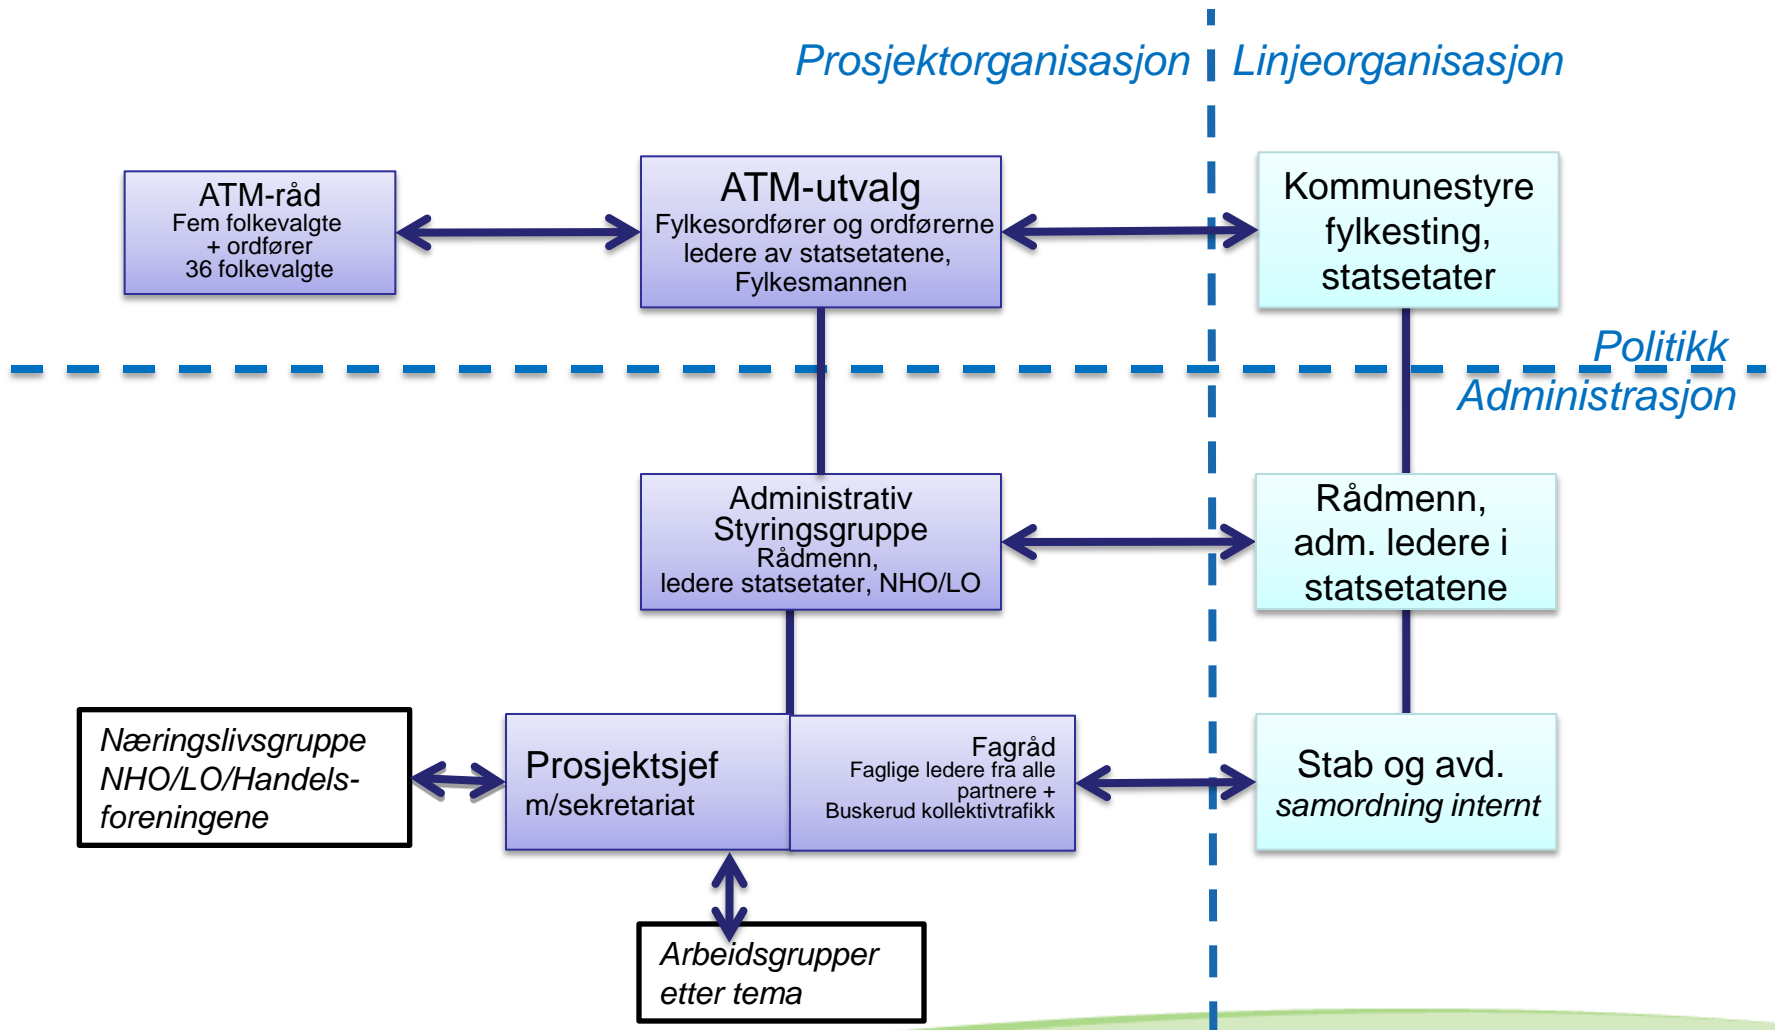 Prosjektorganisasjon
Linjeorganisasjon
ATM-råd
Fem folkevalgte
+ ordfører
36 folkevalgte
ATM-utvalg
Fylkesordfører og ordførerne
ledere av statsetatene,
Fylkesmannen
Kommunestyre
fylkesting,
statsetater
Politikk
Administrasjon
Administrativ
Styringsgruppe
Rådmenn,
ledere statsetater, NHO/LO
Rådmenn,
adm. ledere i
statsetatene
Næringslivsgruppe
NHO/LO/Handels-
foreningene
Prosjektsjef
m/sekretariat
Fagråd
Faglige ledere fra alle
partnere +
Buskerud kollektivtrafikk
Stab og avd.
samordning internt
Arbeidsgrupper
etter tema